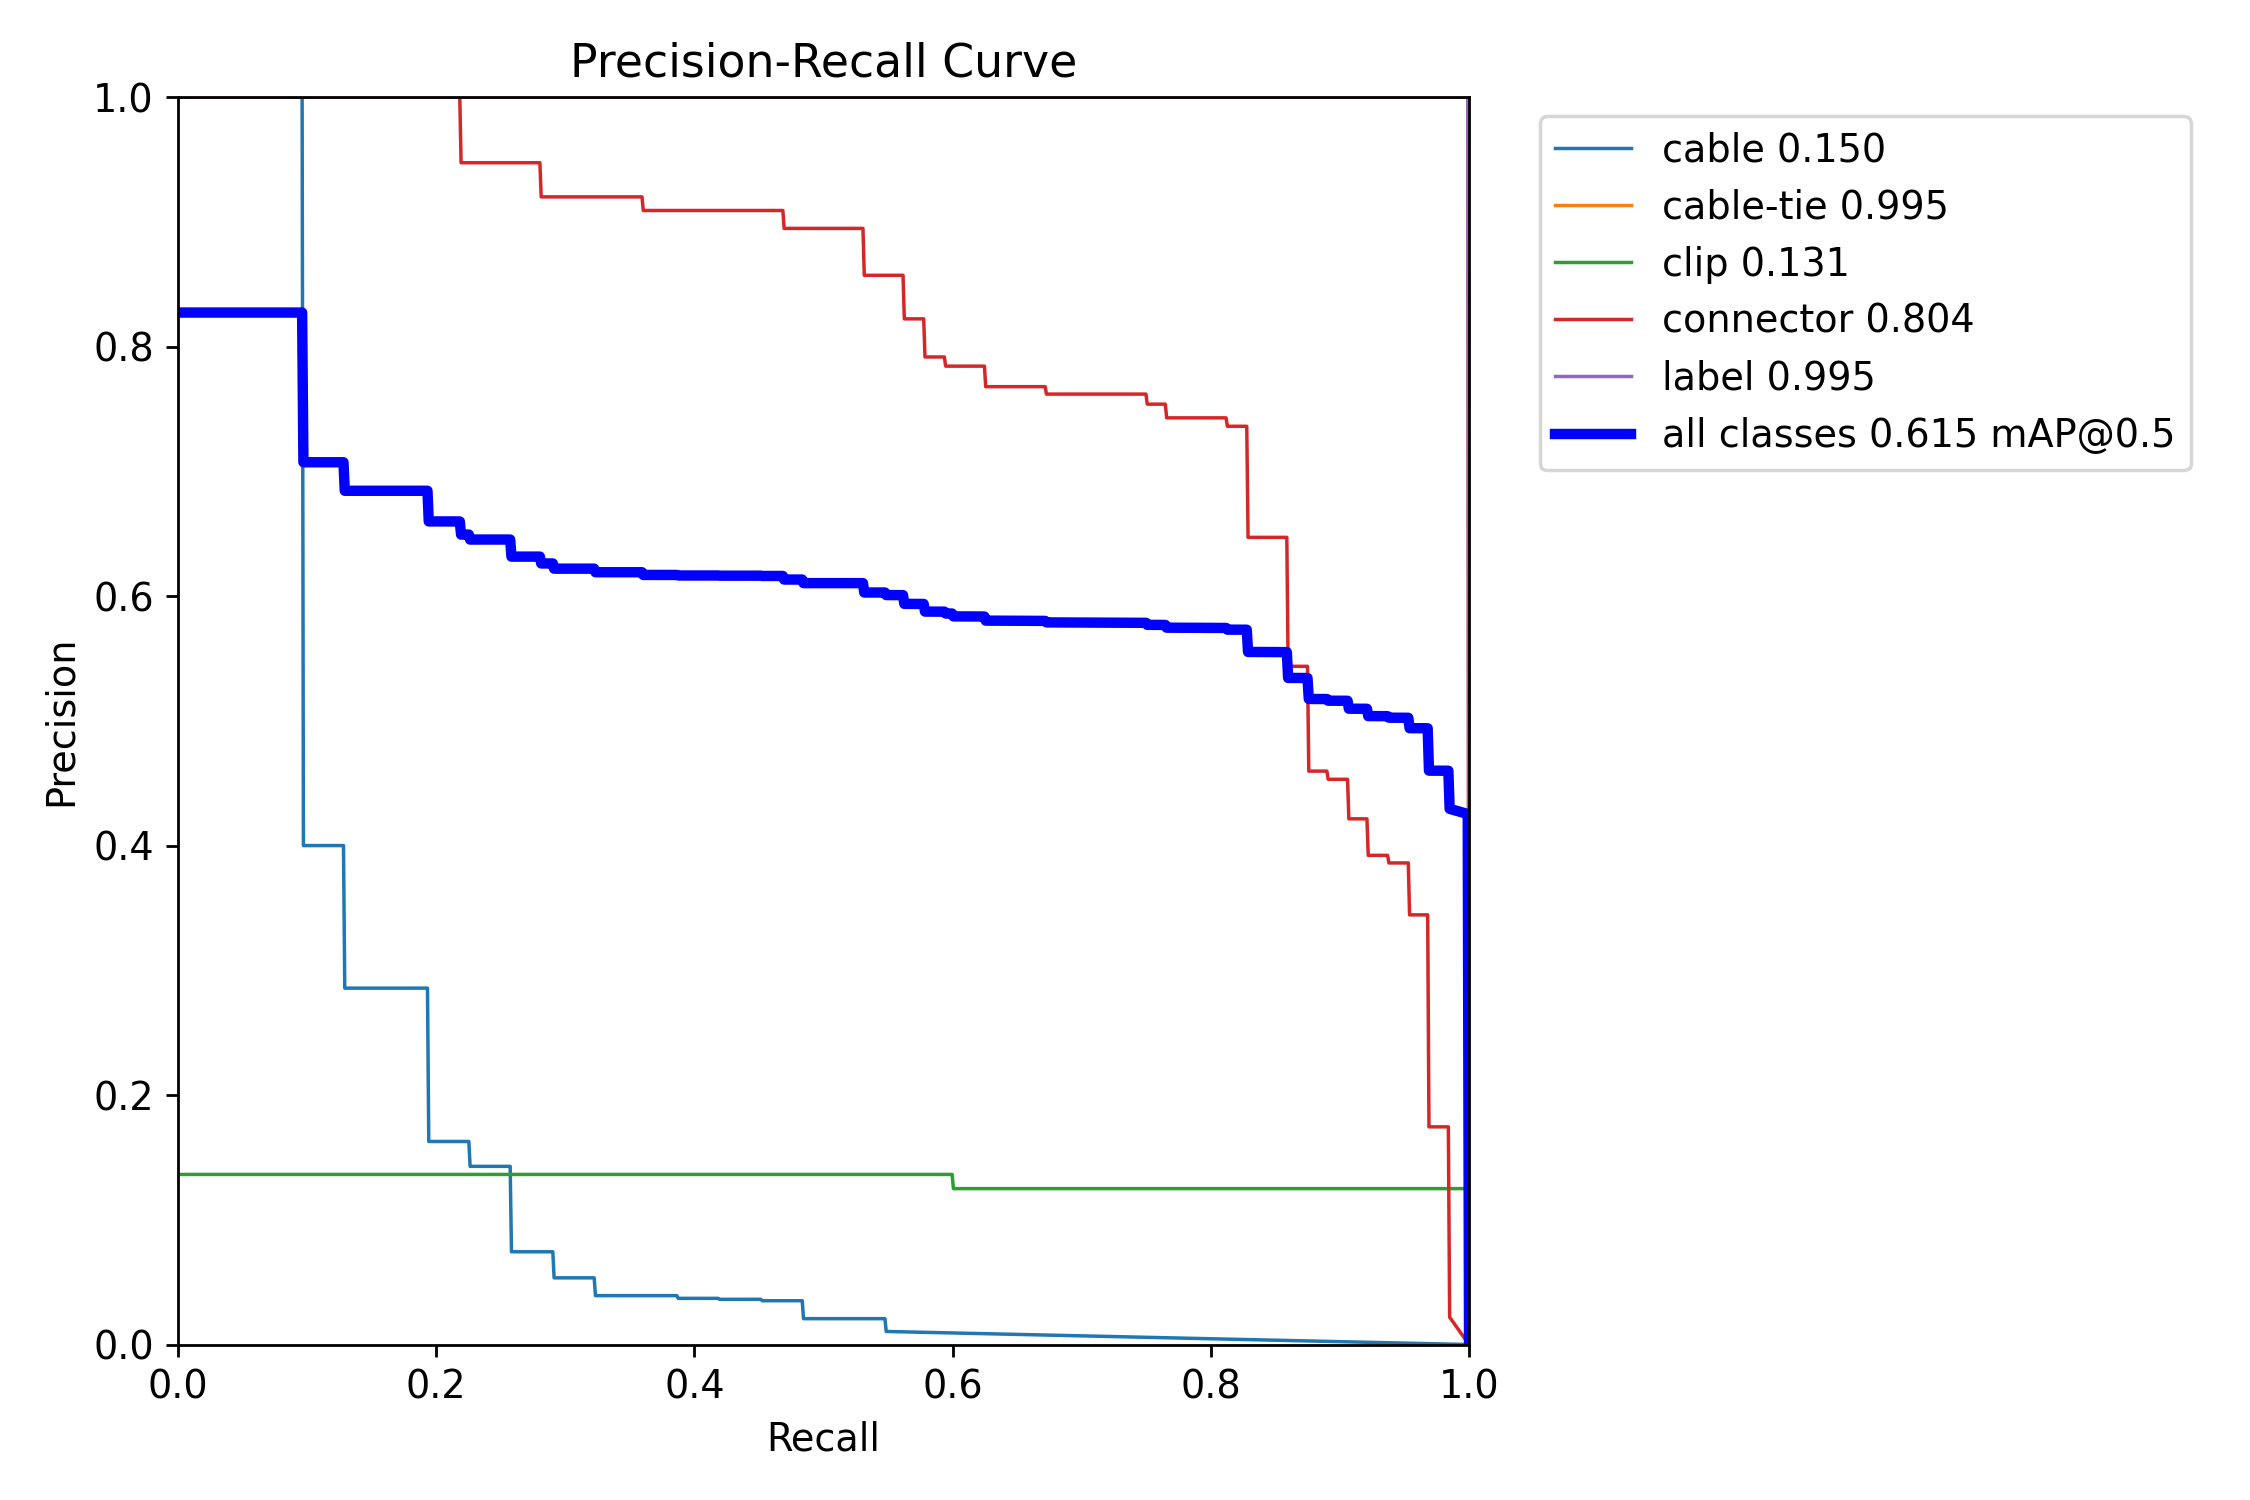 Precision-Recall Curve
1.0
0.8
0.6
0.4
0.2
0.0
Precision
0.0 0.2 0.4 0.6 0.8 1.0
Recall
cable 0.150
cable-tie 0.995
clip 0.131
connector 0.804
label 0.995
all classes 0.615 mAP@0.5